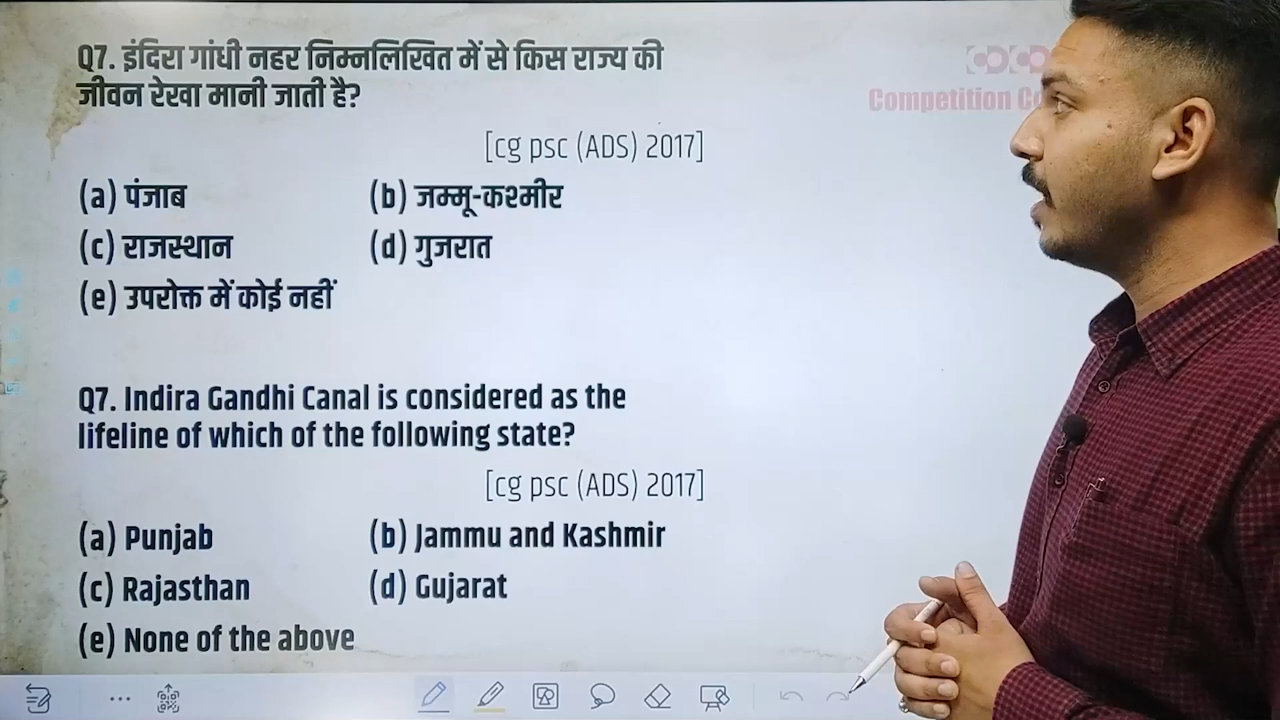 Q7. इंदिरा गांधी नहर निम्नलिखित में से किस राज्य की
जीवन रेखा मानी जाती है?
[cg psc (ADS) 2017]
(a) पंजाब (b) जम्मू-कश्मीर
(c) राजस्थान (d) गुजरात
(e) उपरोक्त में कोई नहीं
Q7. Indira Gandhi Canal is considered as the
lifeline of which of the following state?
[cg psc (ADS) 2017]
(a) Punjab (b) Jammu and Kashmir
(c) Rajasthan (d) Gujarat
(e) None of the above
Competition